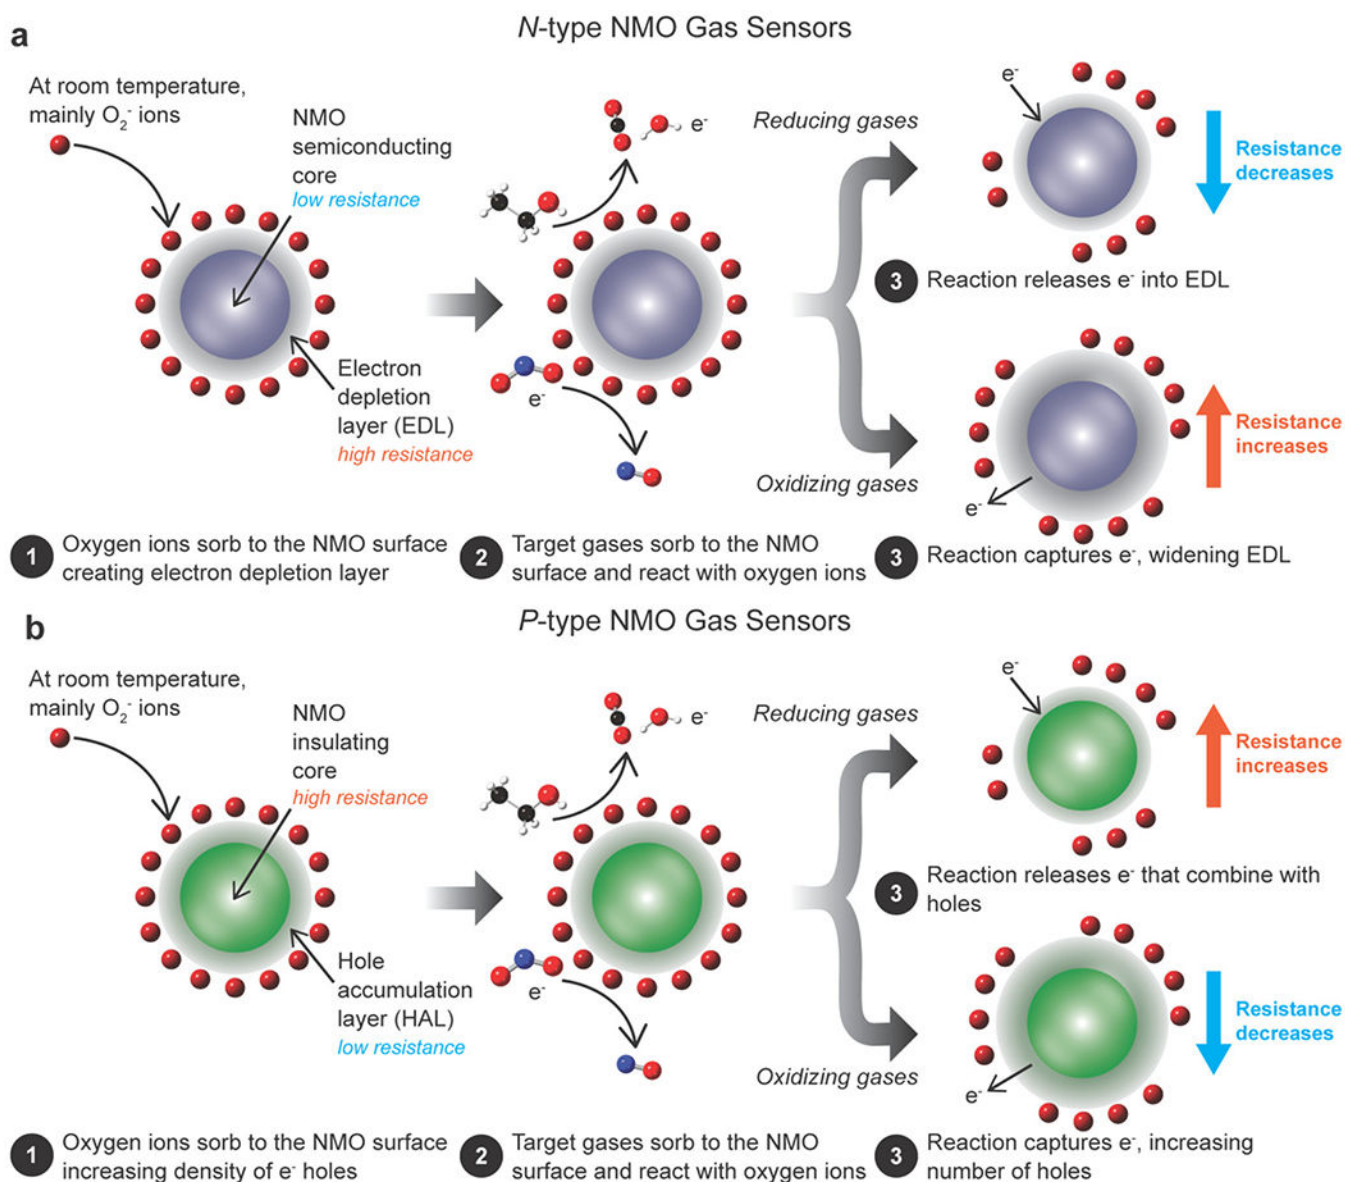 a
N-type NMO Gas Sensors
At room temperature,
mainly O₂⁻ ions
NMO
semiconducting
core
low resistance
Electron
depletion
layer (EDL)
high resistance
e⁻
e⁻
Reducing gases
Oxidizing gases
e⁻
Resistance
decreases
3 Reaction releases e⁻ into EDL
e⁻
Resistance
increases
1 Oxygen ions sorb to the NMO surface
creating electron depletion layer
2 Target gases sorb to the NMO
surface and react with oxygen ions
3 Reaction captures e⁻, widening EDL
b
P-type NMO Gas Sensors
At room temperature,
mainly O₂⁻ ions
NMO
insulating
core
high resistance
Hole
accumulation
layer (HAL)
low resistance
e⁻
e⁻
Reducing gases
Oxidizing gases
e⁻
Resistance
increases
3 Reaction releases e⁻ that combine with
holes
e⁻
Resistance
decreases
1 Oxygen ions sorb to the NMO surface
increasing density of e⁻ holes
2 Target gases sorb to the NMO
surface and react with oxygen ions
3 Reaction captures e⁻, increasing
number of holes